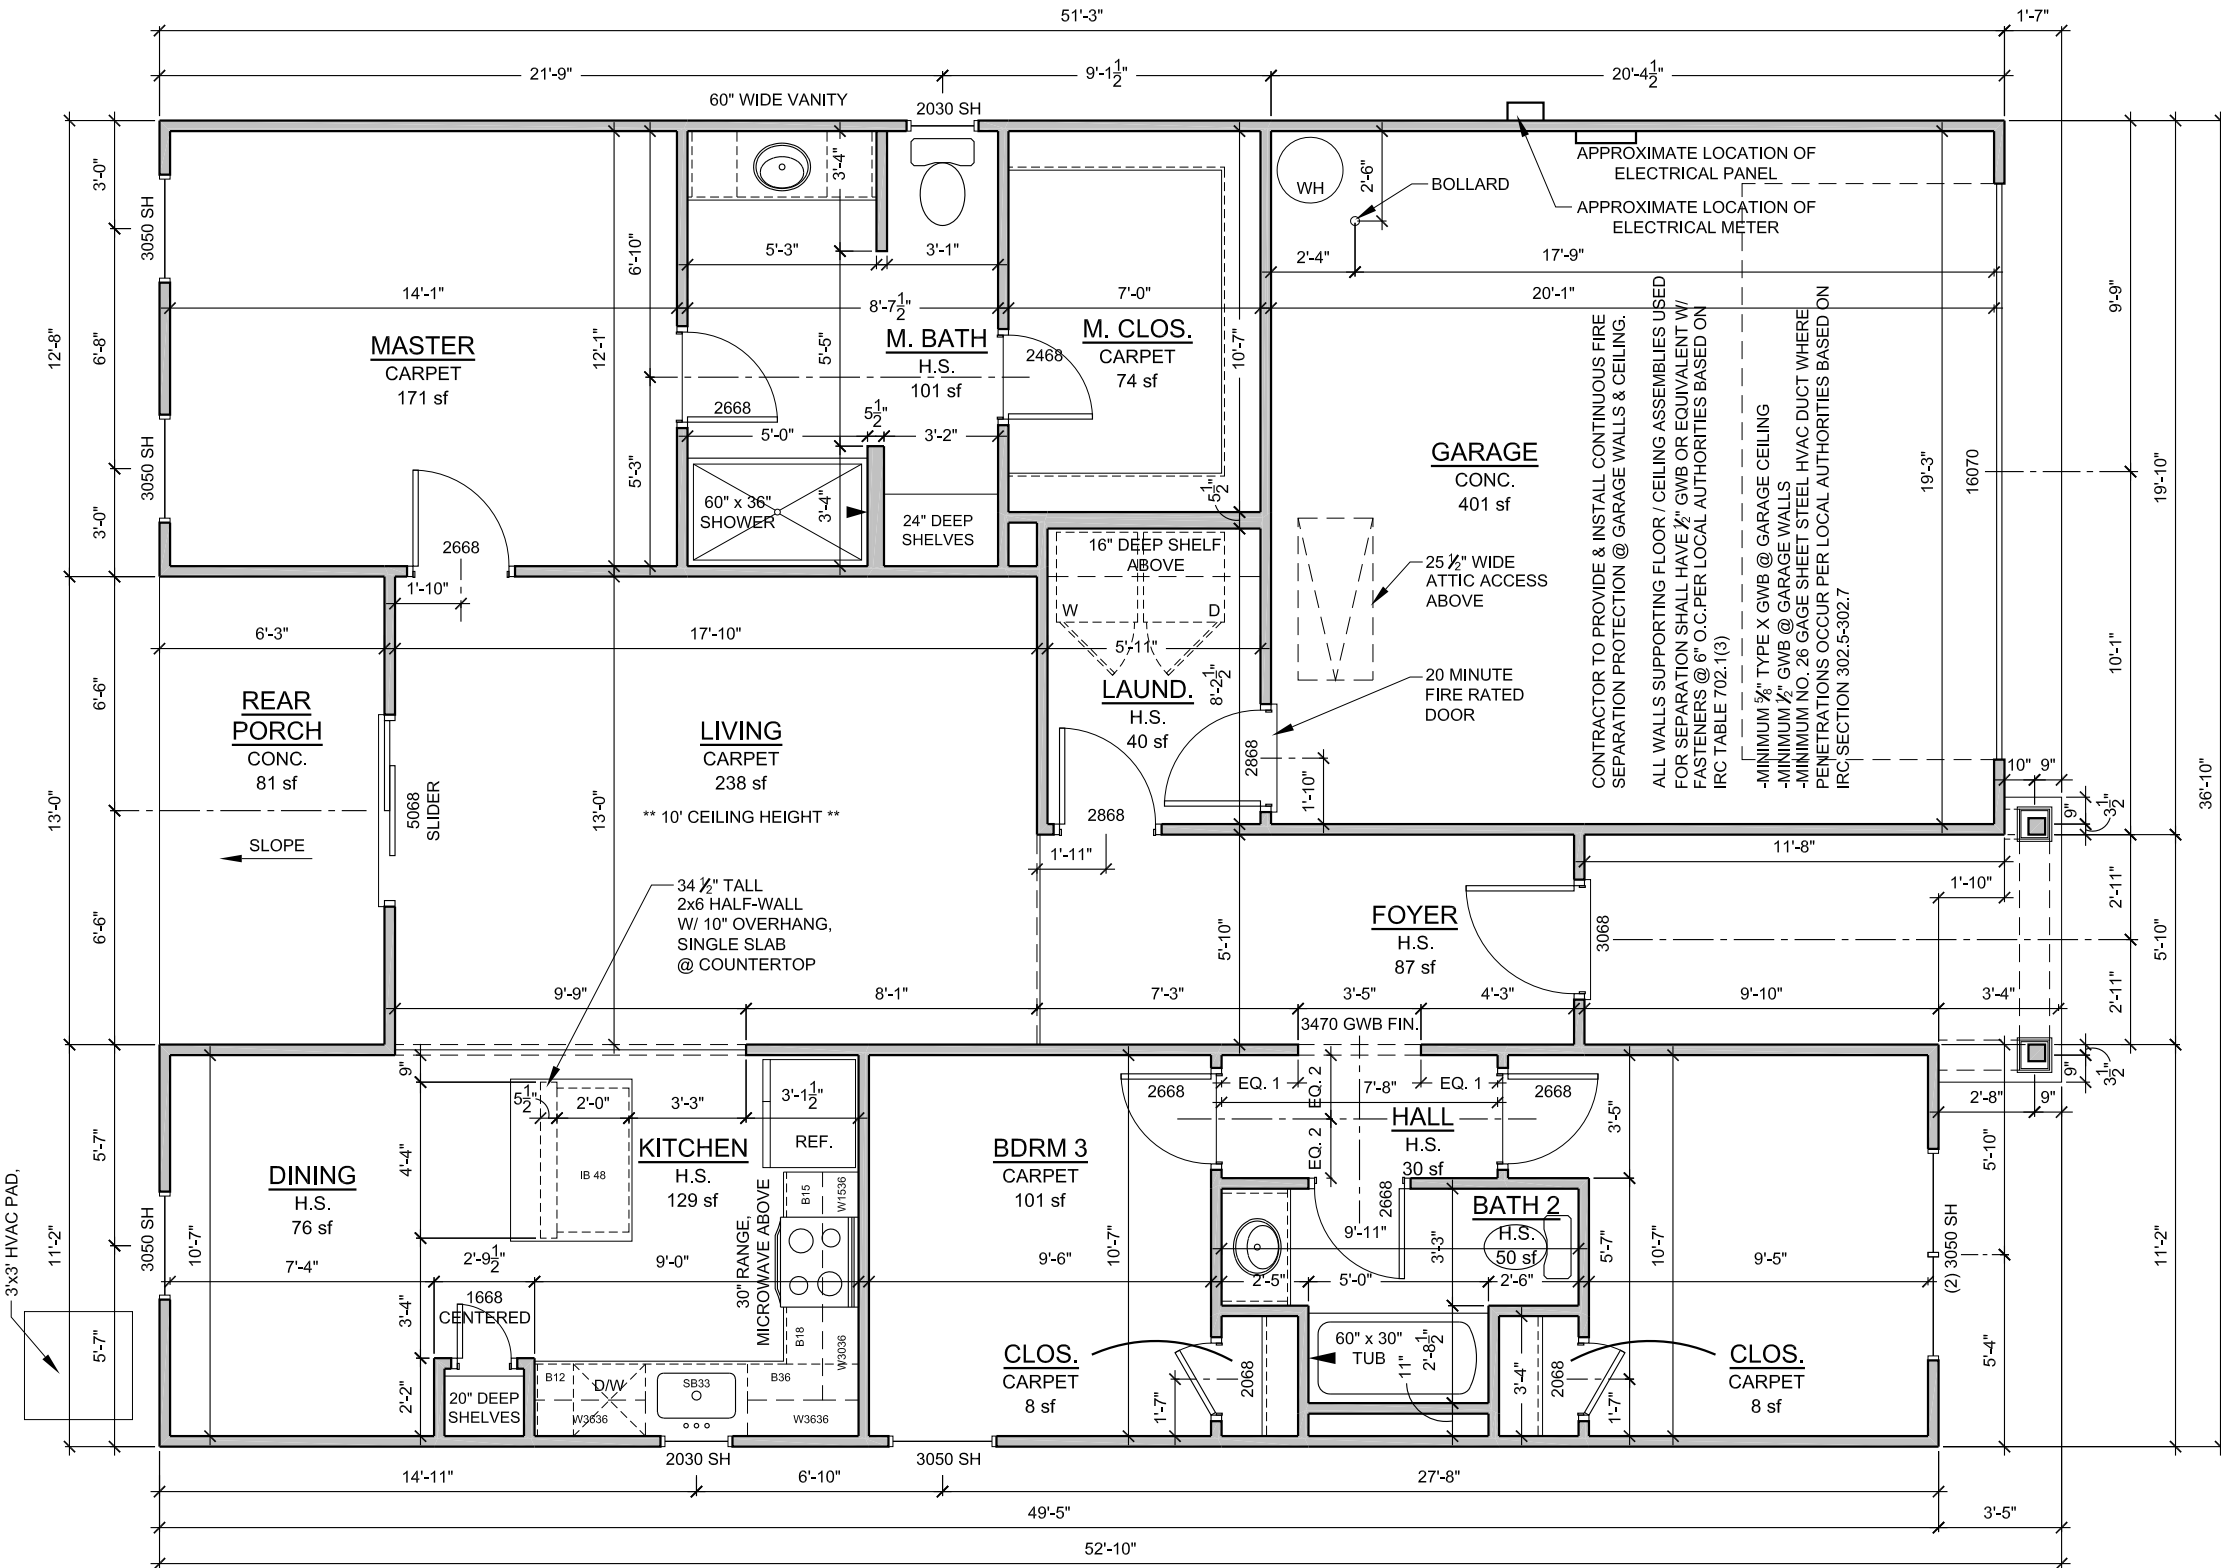 51'-3"
1'-7"
21'-9"
9'-1 1/2"
20'-4 1/2"
60" WIDE VANITY
2030 SH
3'-0"
3050 SH
6'-8"
12'-8"
3050 SH
3'-0"
14'-1"
MASTER
CARPET
171 sf
12'-1"
6'-10"
5'-3"
2668
1'-10"
3'-4"
5'-3"
3'-1"
8'-7 1/2"
M. BATH
H.S.
101 sf
5'-5"
2668
5 1/2"
5'-0"
3'-2"
60" x 36"
SHOWER
3'-4"
24" DEEP
SHELVES
7'-0"
M. CLOS.
CARPET
74 sf
2468
10'-7"
5 1/2"
WH
2'-6"
BOLLARD
2'-4"
17'-9"
20'-1"
APPROXIMATE LOCATION OF
ELECTRICAL PANEL
APPROXIMATE LOCATION OF
ELECTRICAL METER
GARAGE
CONC.
401 sf
25 1/2" WIDE
ATTIC ACCESS
ABOVE
20 MINUTE
FIRE RATED
DOOR
CONTRACTOR TO PROVIDE & INSTALL CONTINUOUS FIRE
SEPARATION PROTECTION @ GARAGE WALLS & CEILING.
ALL WALLS SUPPORTING FLOOR / CEILING ASSEMBLIES USED
FOR SEPARATION SHALL HAVE 1/2" GWB OR EQUIVALENT W/
FASTENERS @ 6" O.C.PER LOCAL AUTHORITIES BASED ON
IRC TABLE 702.1(3)
-MINIMUM 5/8" TYPE X GWB @ GARAGE CEILING
-MINIMUM 1/2" GWB @ GARAGE WALLS
-MINIMUM NO. 26 GAGE SHEET STEEL HVAC DUCT WHERE
PENETRATIONS OCCUR PER LOCAL AUTHORITIES BASED ON
IRC SECTION 302.5-302.7
19'-3"
16070
9'-9"
10'-1"
19'-10"
36'-10"
10"
9"
9"
3 1/2"
16" DEEP SHELF
ABOVE
W
D
5'-11"
LAUND.
H.S.
40 sf
8'-2 1/2"
2868
1'-10"
2868
1'-11"
6'-3"
17'-10"
REAR
PORCH
CONC.
81 sf
SLOPE
6'-6"
13'-0"
6'-6"
5068
SLIDER
LIVING
CARPET
238 sf
** 10' CEILING HEIGHT **
13'-0"
34 1/2" TALL
2x6 HALF-WALL
W/ 10" OVERHANG,
SINGLE SLAB
@ COUNTERTOP
5'-10"
FOYER
H.S.
87 sf
3068
11'-8"
1'-10"
2'-11"
5'-10"
2'-11"
9'-9"
8'-1"
7'-3"
3'-5"
4'-3"
9'-10"
3'-4"
3470 GWB FIN.
9"
3 1/2"
2'-8"
9"
9"
5 1/2"
2'-0"
3'-3"
3'-1 1/2"
REF.
4'-4"
IB 48
KITCHEN
H.S.
129 sf
DINING
H.S.
76 sf
10'-7"
7'-4"
2'-9 1/2"
9'-0"
30" RANGE,
MICROWAVE ABOVE
B15
W1536
B18
W3036
1668
CENTERED
3'-4"
2'-2"
20" DEEP
SHELVES
B12
D/W
W3636
SB33
B36
W3636
5'-7"
11'-2"
3050 SH
5'-7"
3'x3' HVAC PAD,
BDRM 3
CARPET
101 sf
9'-6"
10'-7"
2668
EQ. 1
EQ. 2
7'-8"
EQ. 1
2668
HALL
H.S.
30 sf
EQ. 2
3'-5"
BATH 2
H.S.
50 sf
2668
9'-11"
3'-3"
2'-5"
5'-0"
2'-6"
5'-7"
10'-7"
9'-5"
5'-10"
(2) 3050 SH
5'-4"
11'-2"
CLOS.
CARPET
8 sf
2068
1'-7"
60" x 30"
TUB
2'-8 1/2"
11"
3'-4"
2068
1'-7"
CLOS.
CARPET
8 sf
2030 SH
3050 SH
14'-11"
6'-10"
27'-8"
49'-5"
3'-5"
52'-10"